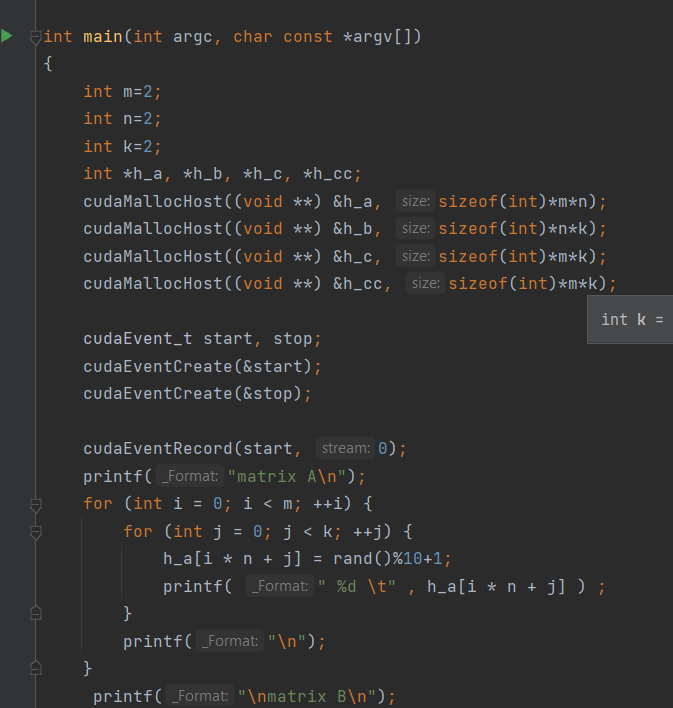 int main(int argc, char const *argv[])
{
int m=2;
int n=2;
int k=2;
int *h_a, *h_b, *h_c, *h_cc;
cudaMallocHost((void **) &h_a, size: sizeof(int)*m*n);
cudaMallocHost((void **) &h_b, size: sizeof(int)*n*k);
cudaMallocHost((void **) &h_c, size: sizeof(int)*m*k);
cudaMallocHost((void **) &h_cc, size: sizeof(int)*m*k);
int k =
cudaEvent_t start, stop;
cudaEventCreate(&start);
cudaEventCreate(&stop);
cudaEventRecord(start, stream: 0);
printf( _Format: "matrix A\n");
for (int i = 0; i < m; ++i) {
for (int j = 0; j < k; ++j) {
h_a[i * n + j] = rand()%10+1;
printf( _Format: " %d \t" , h_a[i * n + j] ) ;
}
printf( _Format: "\n");
}
printf( _Format: "\nmatrix B\n");